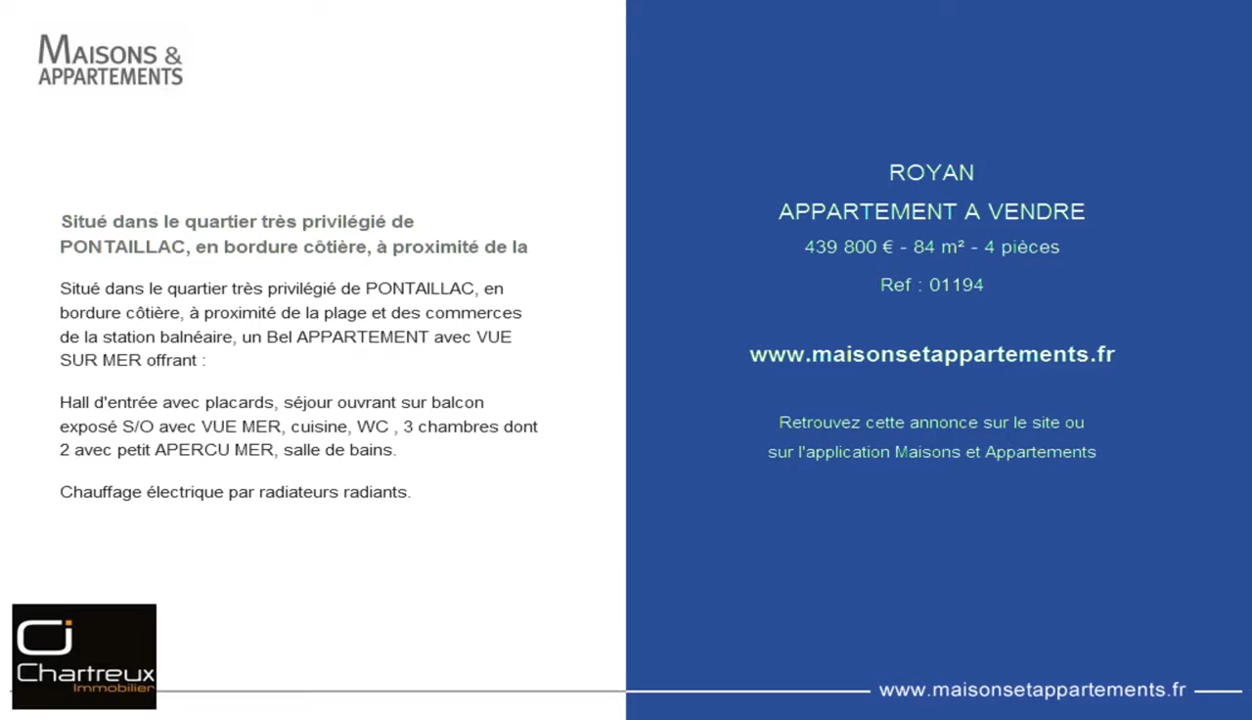 MAISONS &
APPARTEMENTS
Situé dans le quartier très privilégié de
PONTAILLAC, en bordure côtière, à proximité de la
Situé dans le quartier très privilégié de PONTAILLAC, en
bordure côtière, à proximité de la plage et des commerces
de la station balnéaire, un Bel APPARTEMENT avec VUE
SUR MER offrant :
Hall d'entrée avec placards, séjour ouvrant sur balcon
exposé S/O avec VUE MER, cuisine, WC , 3 chambres dont
2 avec petit APERCU MER, salle de bains.
Chauffage électrique par radiateurs radiants.
Chartreux
Immobilier
ROYAN
APPARTEMENT A VENDRE
439 800 € - 84 m² - 4 pièces
Ref : 01194
www.maisonsetappartements.fr
Retrouvez cette annonce sur le site ou
sur l'application Maisons et Appartements
www.maisonsetappartements.fr